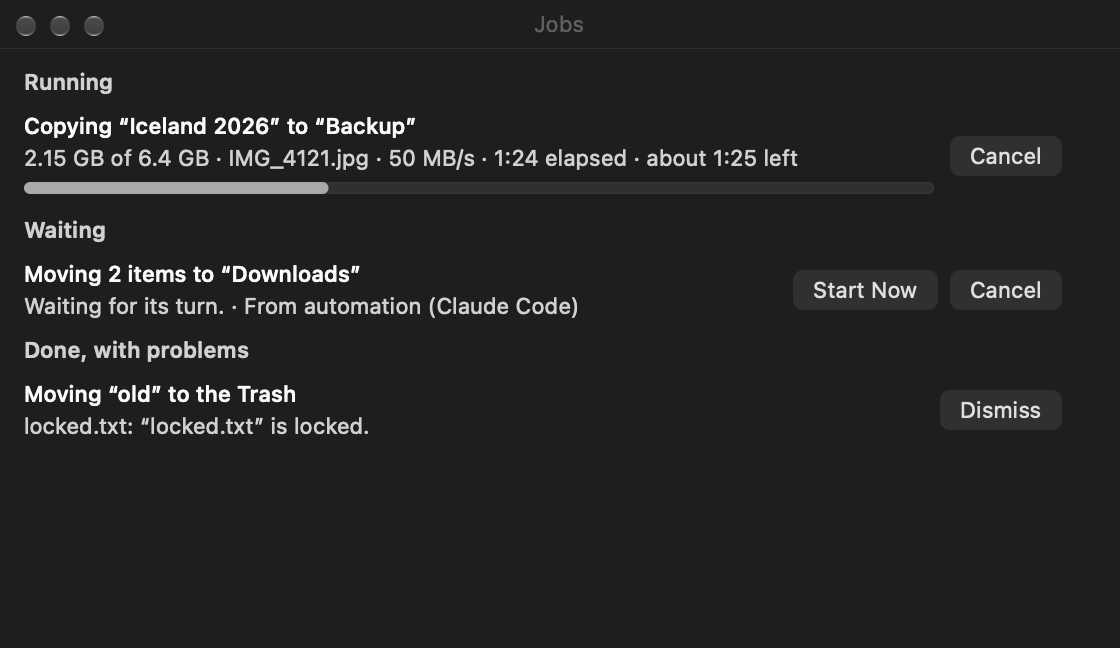 Jobs
Running
Copying “Iceland 2026” to “Backup”
2.15 GB of 6.4 GB · IMG_4121.jpg · 50 MB/s · 1:24 elapsed · about 1:25 left
Cancel
Waiting
Moving 2 items to “Downloads”
Waiting for its turn. · From automation (Claude Code)
Start Now
Cancel
Done, with problems
Moving “old” to the Trash
locked.txt: “locked.txt” is locked.
Dismiss